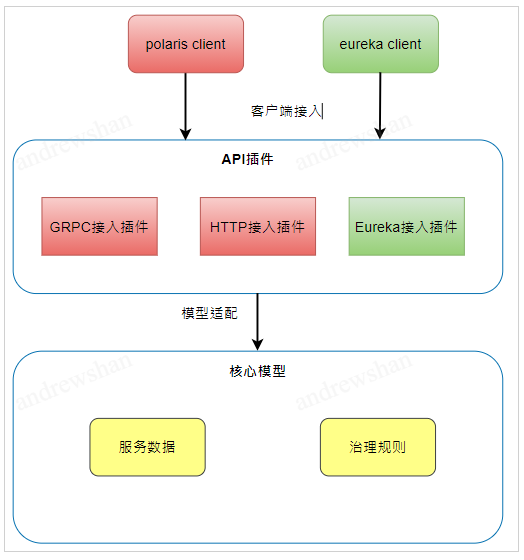 polaris client
eureka client
客户端接入
andrewshan
andrewshan
API插件
GRPC接入插件
HTTP接入插件
Eureka接入插件
模型适配
核心模型
andrewshan
andrewshan
服务数据
治理规则